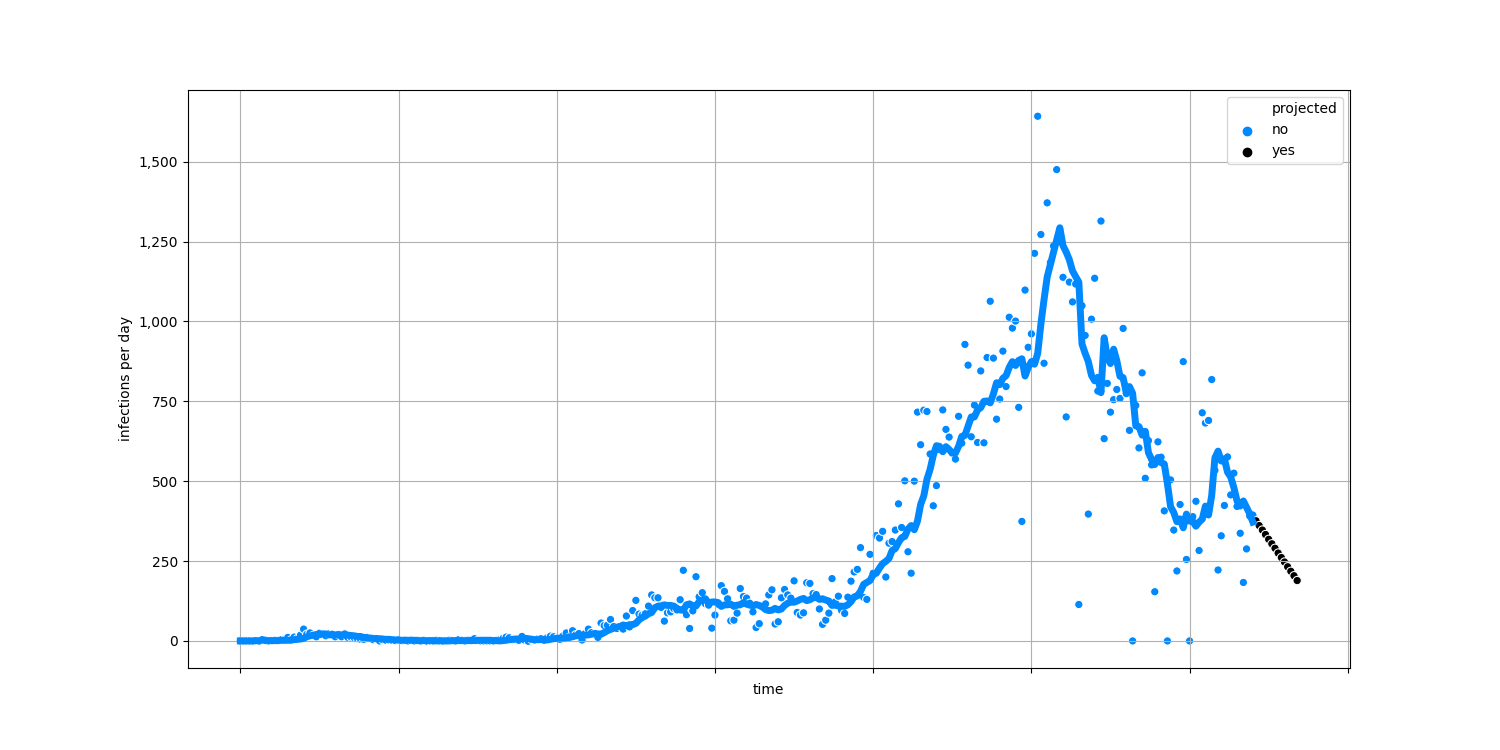 projected
no
yes
1,500
1,250
1,000
750
500
250
0
infections per day
time